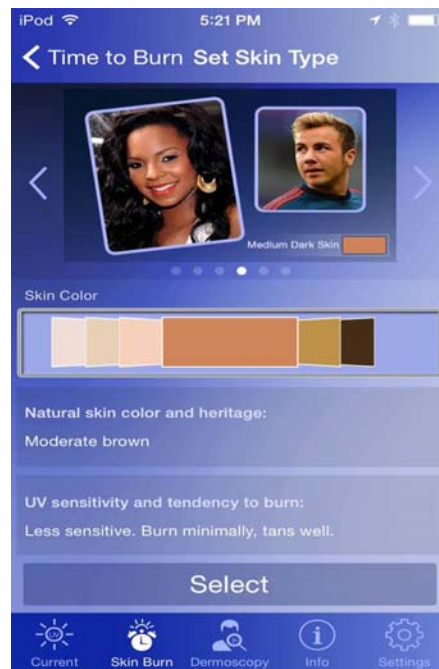 iPod 5:21 PM
Time to Burn Set Skin Type
Medium Dark Skin
Skin Color
Natural skin color and heritage:
Moderate brown
UV sensitivity and tendency to burn:
Less sensitive. Burn minimally, tans well.
Select
UV
Current Skin Burn Dermoscopy Info Settings